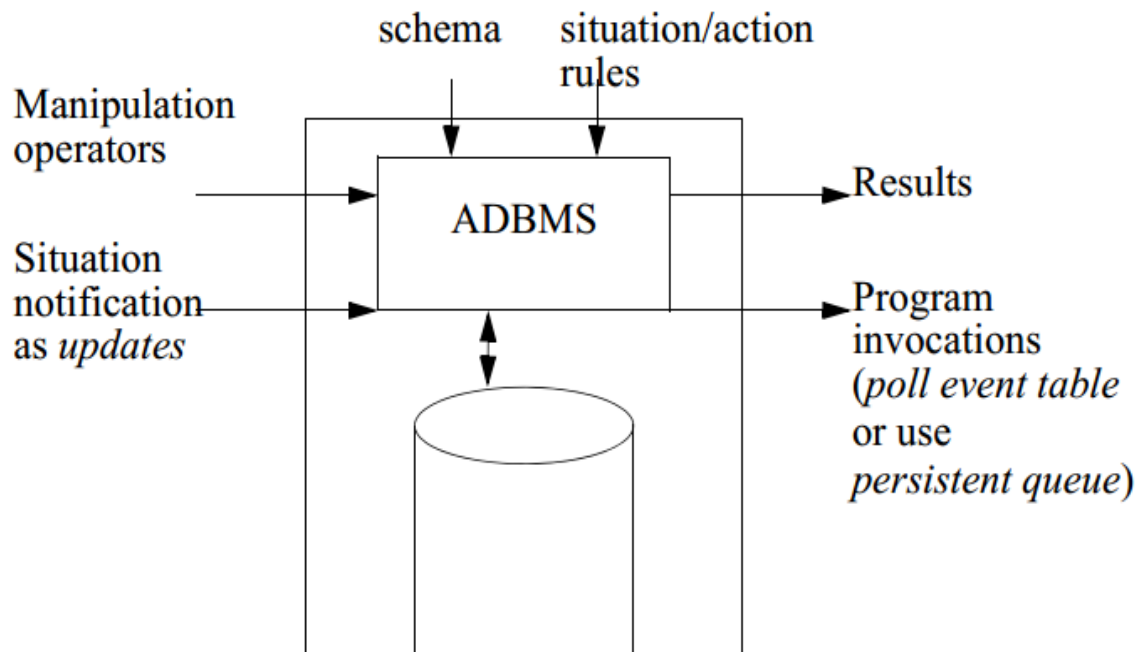 schema
situation/action
rules
Manipulation
operators
ADBMS
Results
Situation
notification
as updates
Program
invocations
(poll event table
or use
persistent queue)